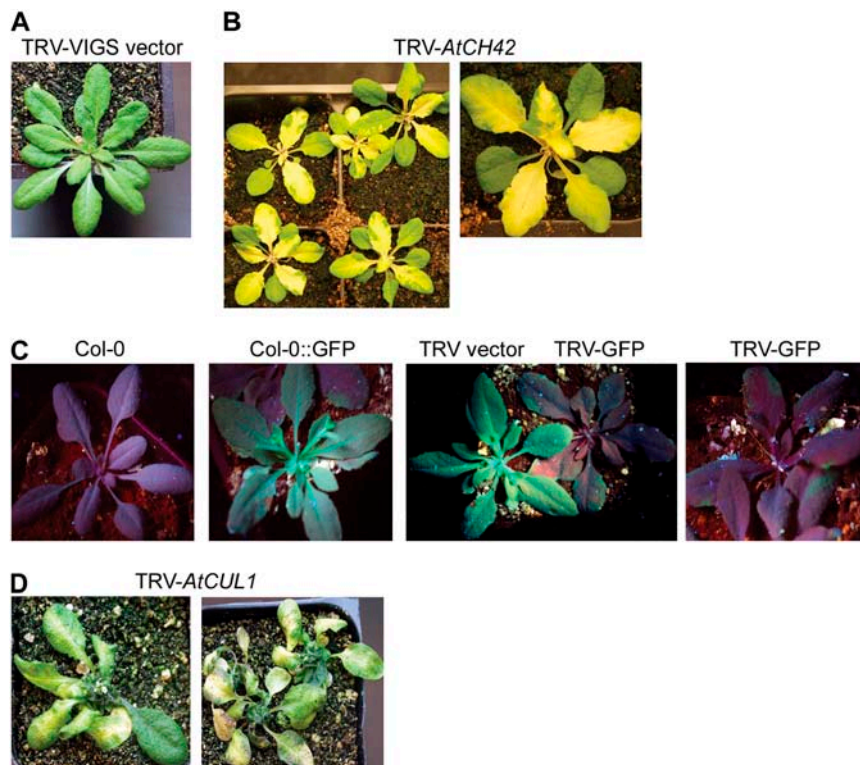 A
TRV-VIGS vector
B
TRV-AtCH42
C
Col-0
Col-0::GFP
TRV vector
TRV-GFP
TRV-GFP
D
TRV-AtCUL1